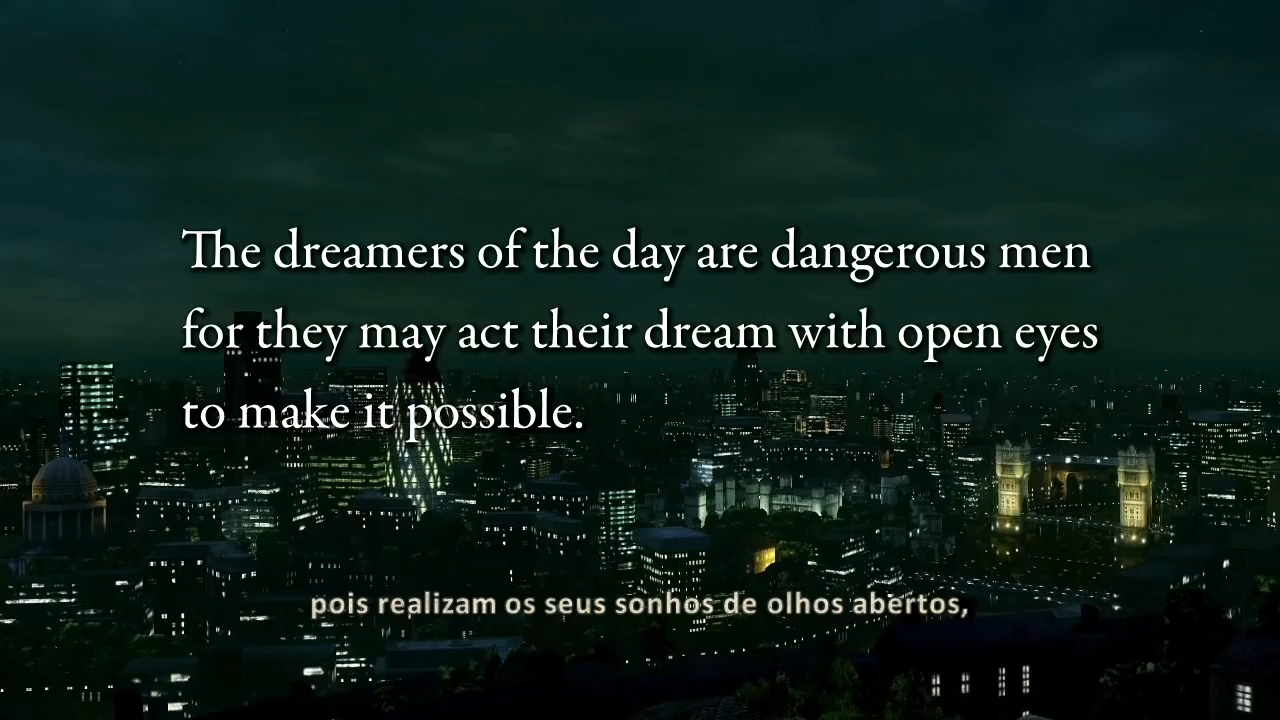 The dreamers of the day are dangerous men
for they may act their dream with open eyes
to make it possible.
pois realizam os seus sonhos de olhos abertos,